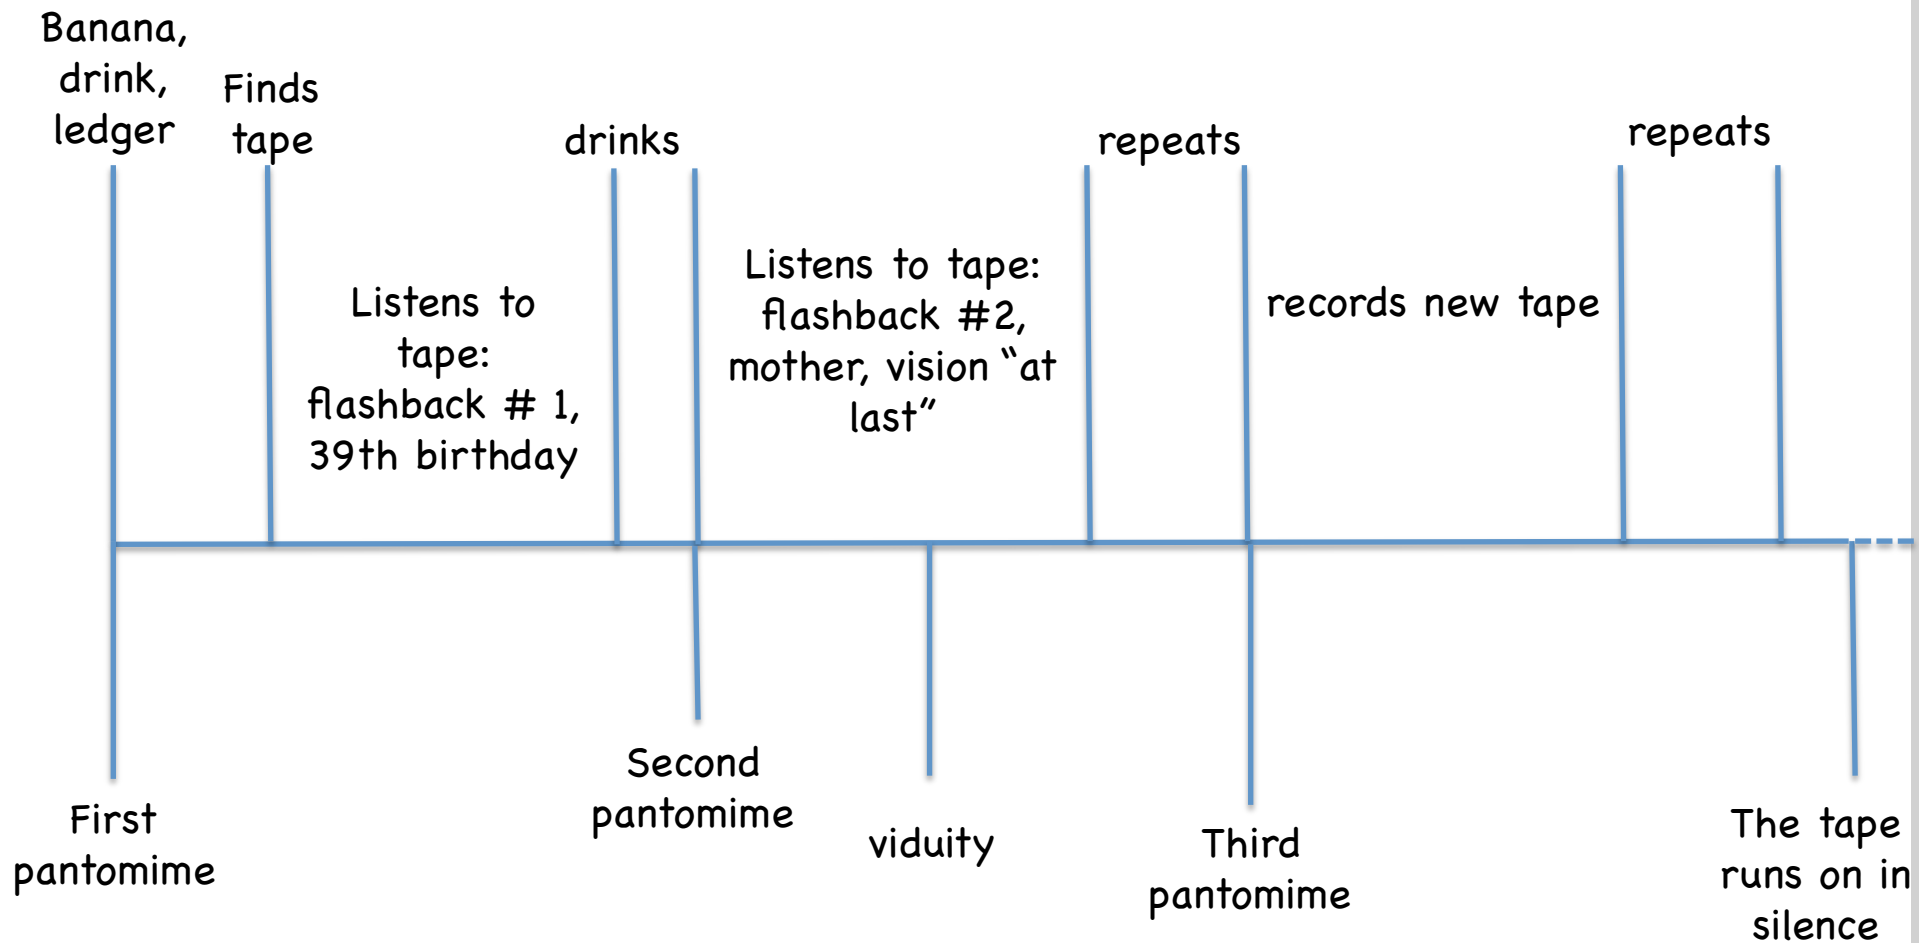 Banana,
drink,
ledger
Finds
tape
drinks
repeats
repeats
Listens to
tape:
flashback # 1,
39th birthday
Listens to tape:
flashback #2,
mother, vision “at
last”
records new tape
First
pantomime
Second
pantomime
viduity
Third
pantomime
The tape
runs on in
silence